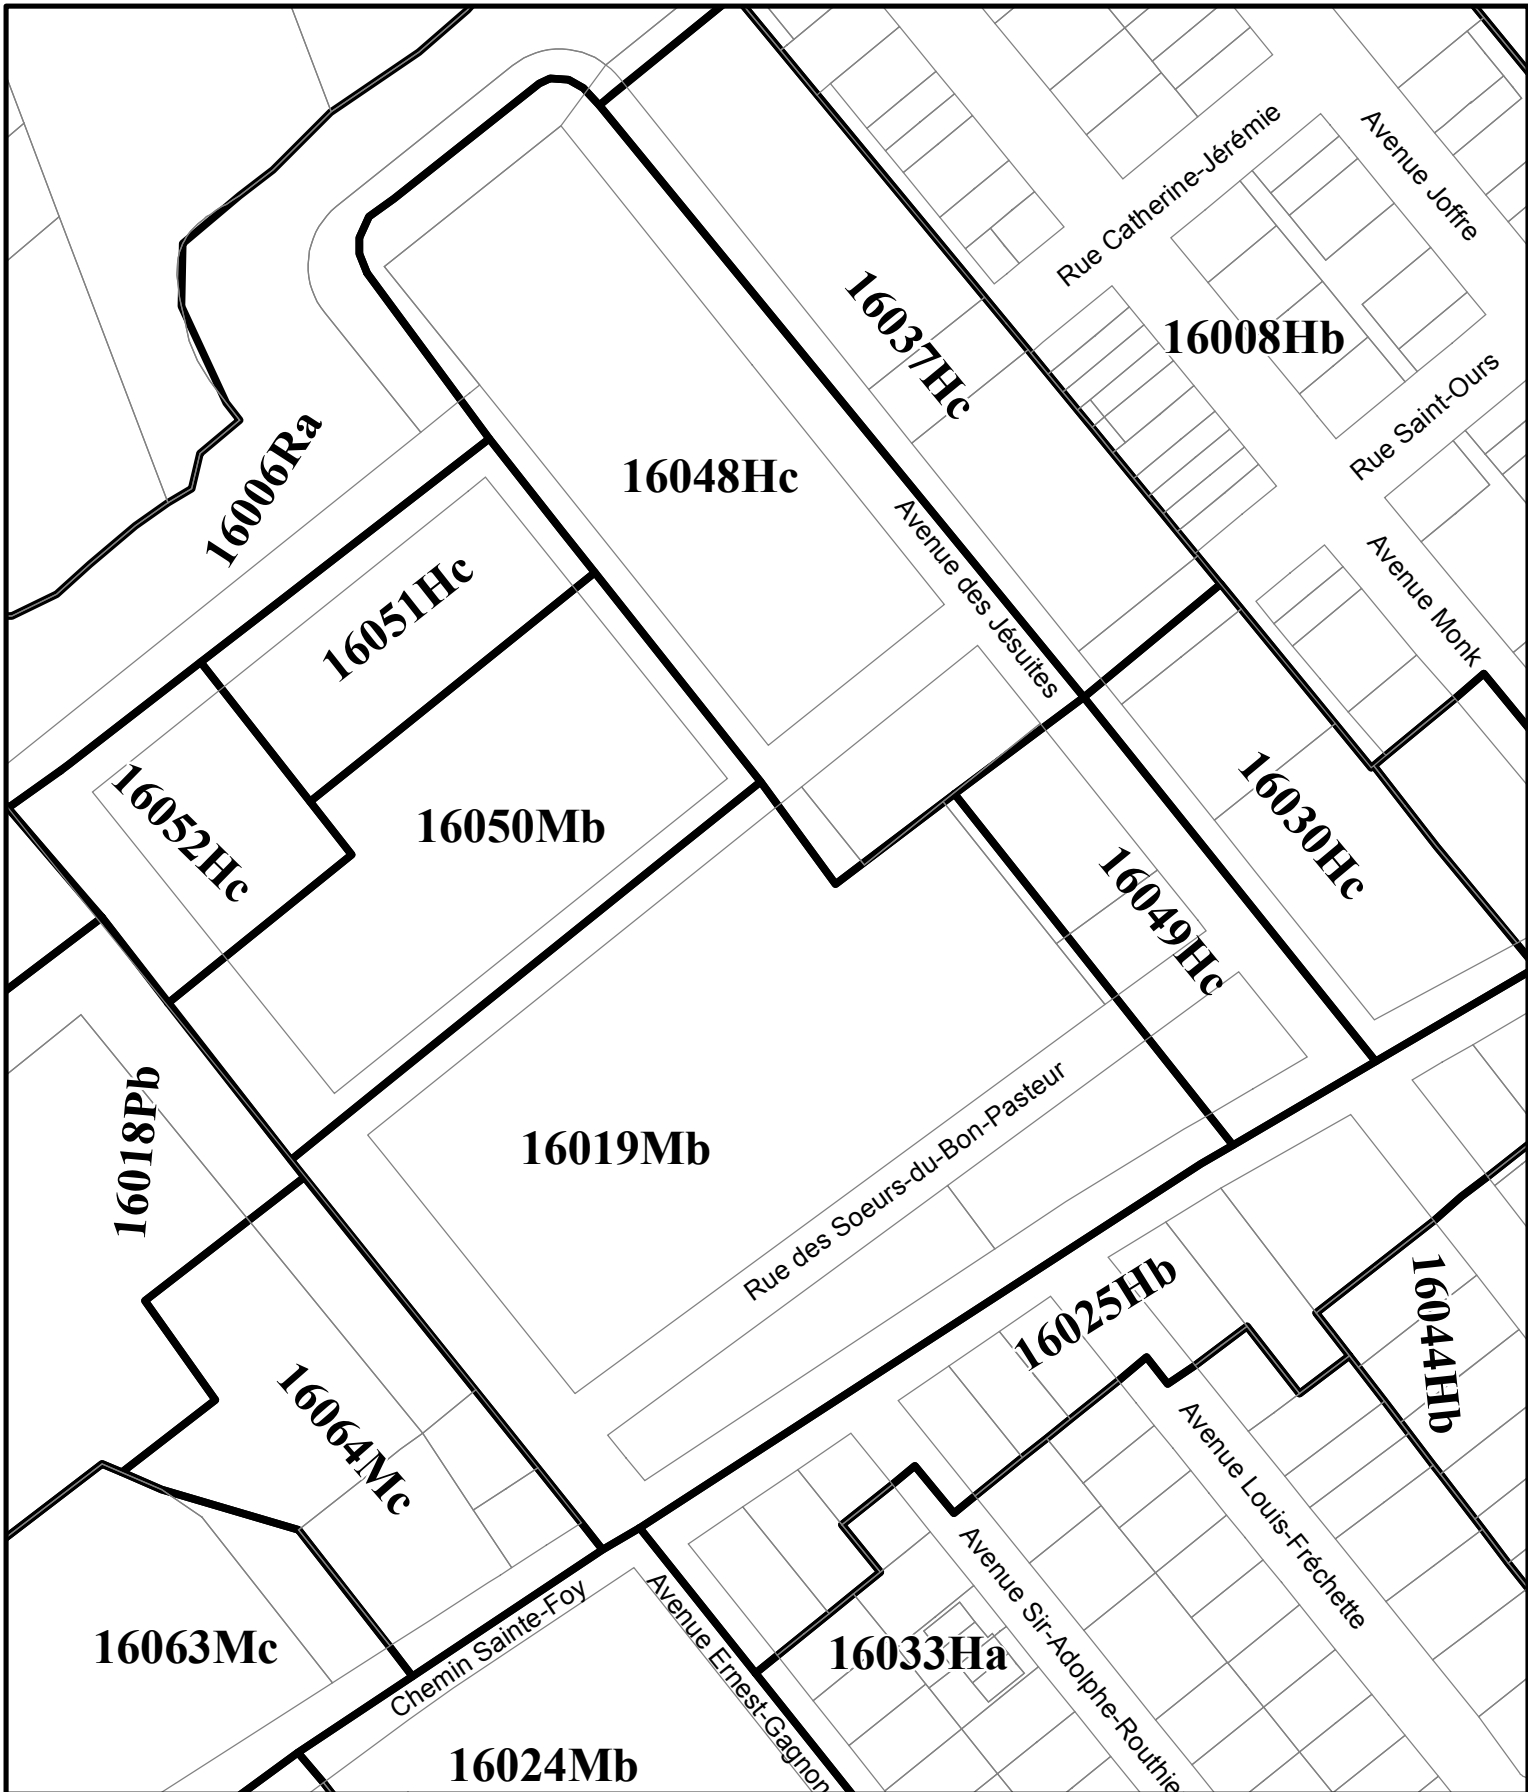 Rue Catherine-Jérémie
Avenue Joffre
16037Hc
16008Hb
Rue Saint-Ours
16006Ra
16048Hc
Avenue des Jésuites
Avenue Monk
16051Hc
16052Hc
16050Mb
16030Hc
16049Hc
16018Pb
16019Mb
Rue des Soeurs-du-Bon-Pasteur
16025Hb
16044Hb
16064Mc
Avenue Louis-Fréchette
16063Mc
Chemin Sainte-Foy
Avenue Ernest-Gagnon
16033Ha
Avenue Sir-Adolphe-Routhie
16024Mb